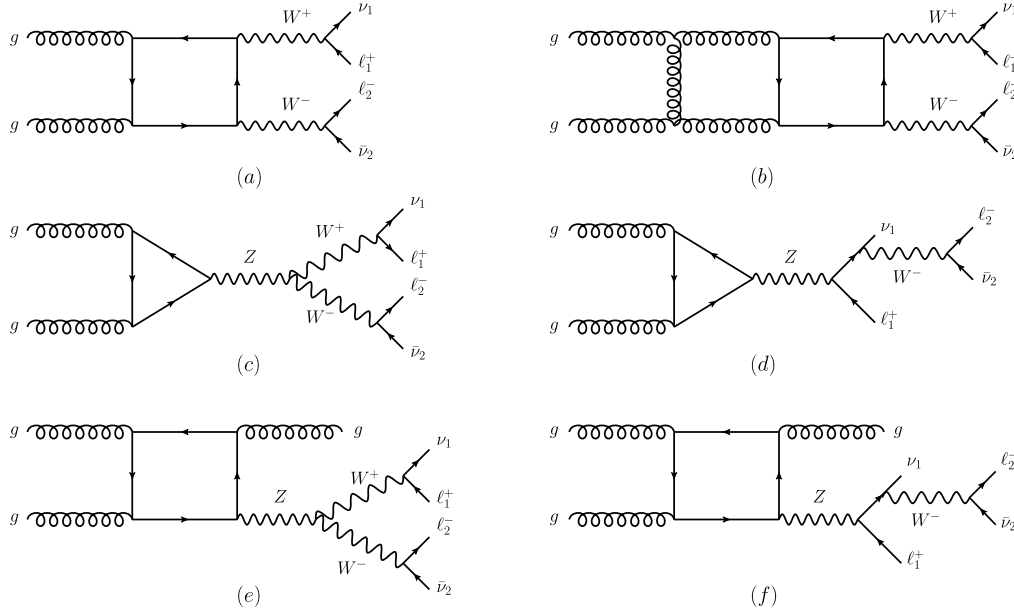 g g W⁺ ν₁ ℓ₁⁺ W⁻ ℓ₂⁻ ν̄₂ (a)
g g W⁺ ν₁ ℓ₁⁺ W⁻ ℓ₂⁻ ν̄₂ (b)
g g Z W⁺ ν₁ ℓ₁⁺ W⁻ ℓ₂⁻ ν̄₂ (c)
g g Z ν₁ W⁻ ℓ₂⁻ ν̄₂ ℓ₁⁺ (d)
g g g Z W⁺ ν₁ ℓ₁⁺ W⁻ ℓ₂⁻ ν̄₂ (e)
g g g Z ν₁ W⁻ ℓ₂⁻ ν̄₂ ℓ₁⁺ (f)